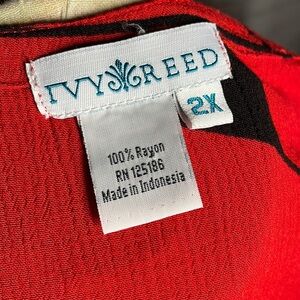 IVY REED
2X
100% Rayon
RN 125186
Made in Indonesia